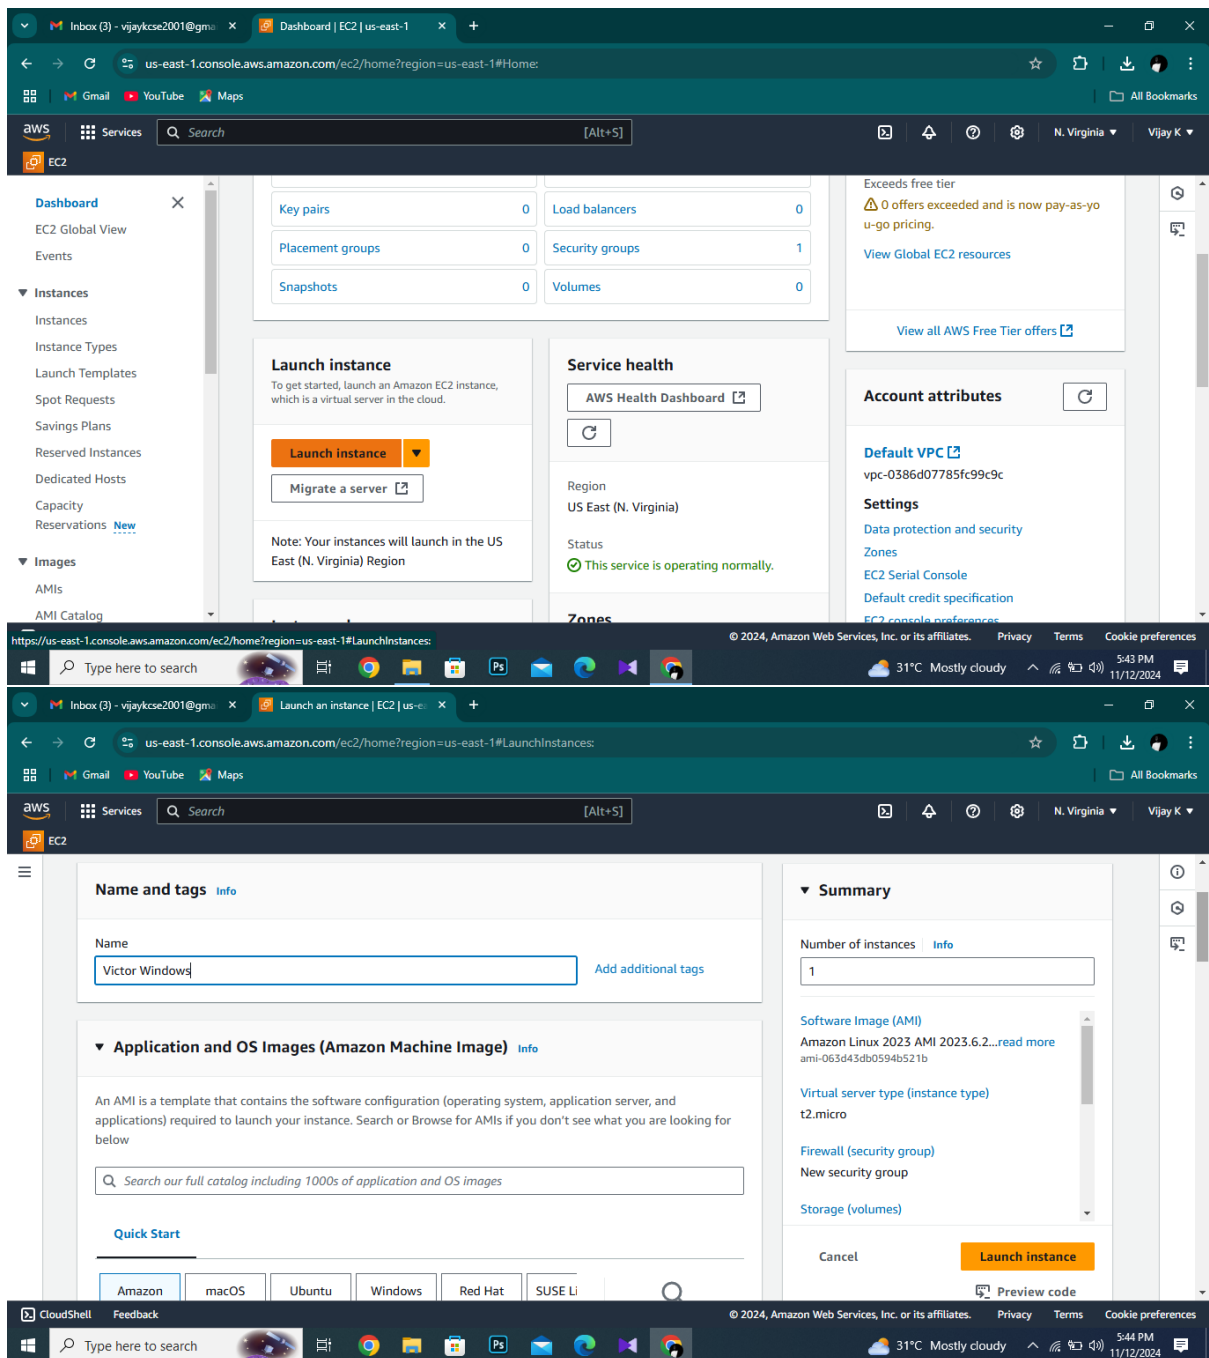 Inbox (3) - vijaykcse2001@gma
Dashboard | EC2 | us-east-1
us-east-1.console.aws.amazon.com/ec2/home?region=us-east-1#Home:
Gmail YouTube Maps All Bookmarks
aws Services Search [Alt+S] N. Virginia Vijay K
EC2
Dashboard
EC2 Global View
Events
Instances
Instances
Instance Types
Launch Templates
Spot Requests
Savings Plans
Reserved Instances
Dedicated Hosts
Capacity
Reservations New
Images
AMIs
AMI Catalog
Key pairs 0 Load balancers 0
Placement groups 0 Security groups 1
Snapshots 0 Volumes 0
Launch instance
To get started, launch an Amazon EC2 instance,
which is a virtual server in the cloud.
Launch instance
Migrate a server
Note: Your instances will launch in the US
East (N. Virginia) Region
Service health
AWS Health Dashboard
Region
US East (N. Virginia)
Status
This service is operating normally.
Zones
Exceeds free tier
0 offers exceeded and is now pay-as-yo
u-go pricing.
View Global EC2 resources
View all AWS Free Tier offers
Account attributes
Default VPC
vpc-0386d07785fc99c9c
Settings
Data protection and security
Zones
EC2 Serial Console
Default credit specification
EC2 console preferences
https://us-east-1.console.aws.amazon.com/ec2/home?region=us-east-1#LaunchInstances:
© 2024, Amazon Web Services, Inc. or its affiliates. Privacy Terms Cookie preferences
Type here to search Ps 31°C Mostly cloudy 5:43 PM
11/12/2024
Inbox (3) - vijaykcse2001@gma
Launch an instance | EC2 | us-ea
us-east-1.console.aws.amazon.com/ec2/home?region=us-east-1#LaunchInstances:
Gmail YouTube Maps All Bookmarks
aws Services Search [Alt+S] N. Virginia Vijay K
EC2
Name and tags Info
Name
Victor Windows
Add additional tags
Application and OS Images (Amazon Machine Image) Info
An AMI is a template that contains the software configuration (operating system, application server, and
applications) required to launch your instance. Search or Browse for AMIs if you don't see what you are looking for
below
Search our full catalog including 1000s of application and OS images
Quick Start
Amazon macOS Ubuntu Windows Red Hat SUSE Li
Summary
Number of instances Info
1
Software Image (AMI)
Amazon Linux 2023 AMI 2023.6.2...read more
ami-063d43db0594b521b
Virtual server type (instance type)
t2.micro
Firewall (security group)
New security group
Storage (volumes)
Cancel Launch instance
Preview code
CloudShell Feedback © 2024, Amazon Web Services, Inc. or its affiliates. Privacy Terms Cookie preferences
Type here to search Ps 31°C Mostly cloudy 5:44 PM
11/12/2024